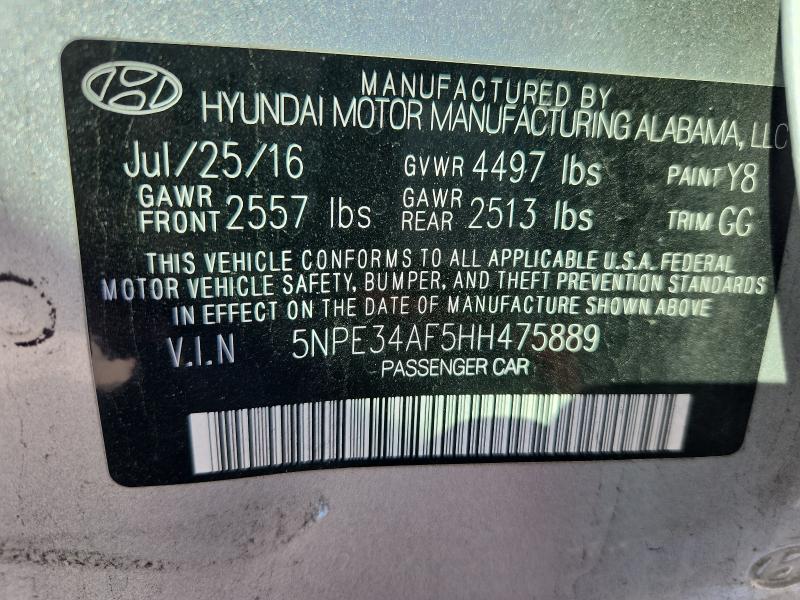 MANUFACTURED BY
HYUNDAI MOTOR MANUFACTURING ALABAMA, LLC
Jul/25/16 GVWR 4497 lbs PAINT Y8
GAWR FRONT 2557 lbs GAWR REAR 2513 lbs TRIM GG
THIS VEHICLE CONFORMS TO ALL APPLICABLE U.S.A. FEDERAL
MOTOR VEHICLE SAFETY, BUMPER, AND THEFT PREVENTION STANDARDS
IN EFFECT ON THE DATE OF MANUFACTURE SHOWN ABOVE
V.I.N 5NPE34AF5HH475889
PASSENGER CAR